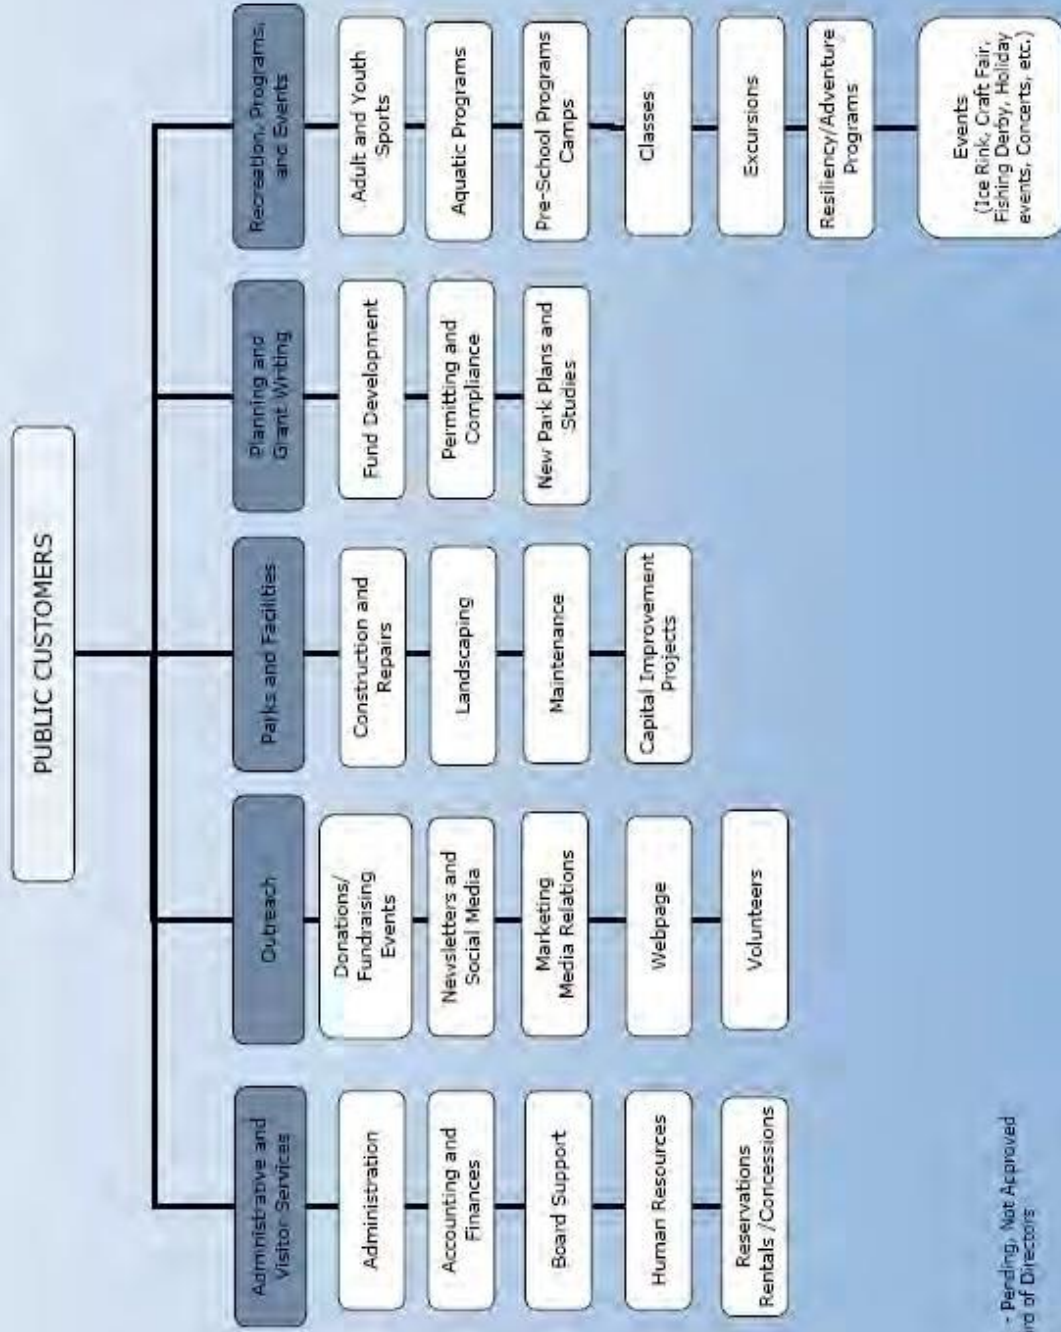 PUBLIC CUSTOMERS
Administrative and
Visitor Services
Administration
Accounting and
Finances
Board Support
Human Resources
Reservations
Rentals /Concessions
Outreach
Donations/
Fundraising
Events
Newsletters and
Social Media
Marketing
Media Relations
Webpage
Volunteers
Parks and Facilities
Construction and
Repairs
Landscaping
Maintenance
Capital Improvement
Projects
Planning and
Grant Writing
Fund Development
Permitting and
Compliance
New Park Plans and
Studies
Recreation, Programs,
and Events
Adult and Youth
Sports
Aquatic Programs
Pre-School Programs
Camps
Classes
Excursions
Resiliency/Adventure
Programs
Events
(Ice Rink, Craft Fair,
Fishing Derby, Holiday
events, Concerts, etc.)
- Pending, Not Approved
of Directors